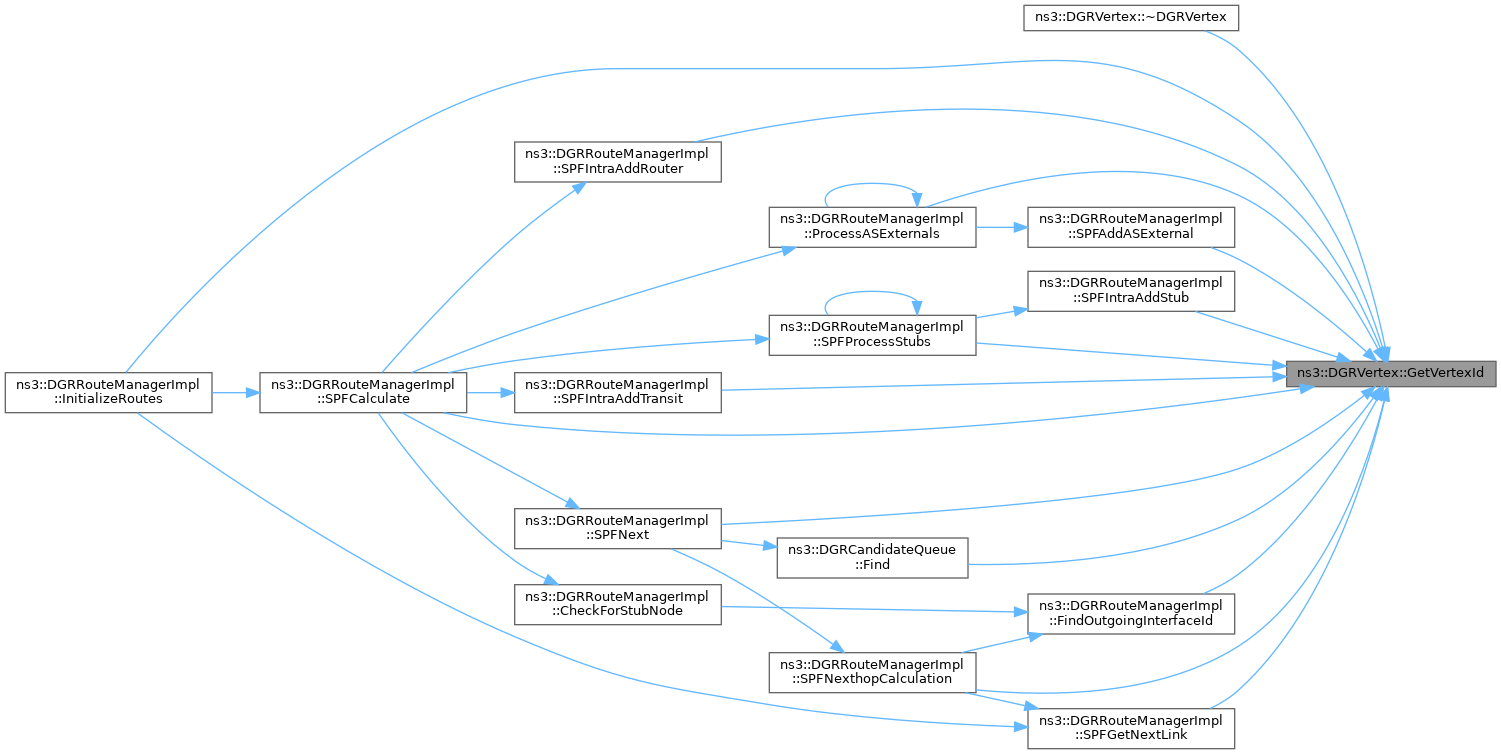 ns3::DGRVertex::~DGRVertex
ns3::DGRRouteManagerImpl
::SPFIntraAddRouter
ns3::DGRRouteManagerImpl
::ProcessASExternals
ns3::DGRRouteManagerImpl
::SPFAddASExternal
ns3::DGRRouteManagerImpl
::SPFIntraAddStub
ns3::DGRRouteManagerImpl
::SPFProcessStubs
ns3::DGRVertex::GetVertexId
ns3::DGRRouteManagerImpl
::InitializeRoutes
ns3::DGRRouteManagerImpl
::SPFCalculate
ns3::DGRRouteManagerImpl
::SPFIntraAddTransit
ns3::DGRRouteManagerImpl
::SPFNext
ns3::DGRCandidateQueue
::Find
ns3::DGRRouteManagerImpl
::CheckForStubNode
ns3::DGRRouteManagerImpl
::FindOutgoingInterfaceId
ns3::DGRRouteManagerImpl
::SPFNexthopCalculation
ns3::DGRRouteManagerImpl
::SPFGetNextLink